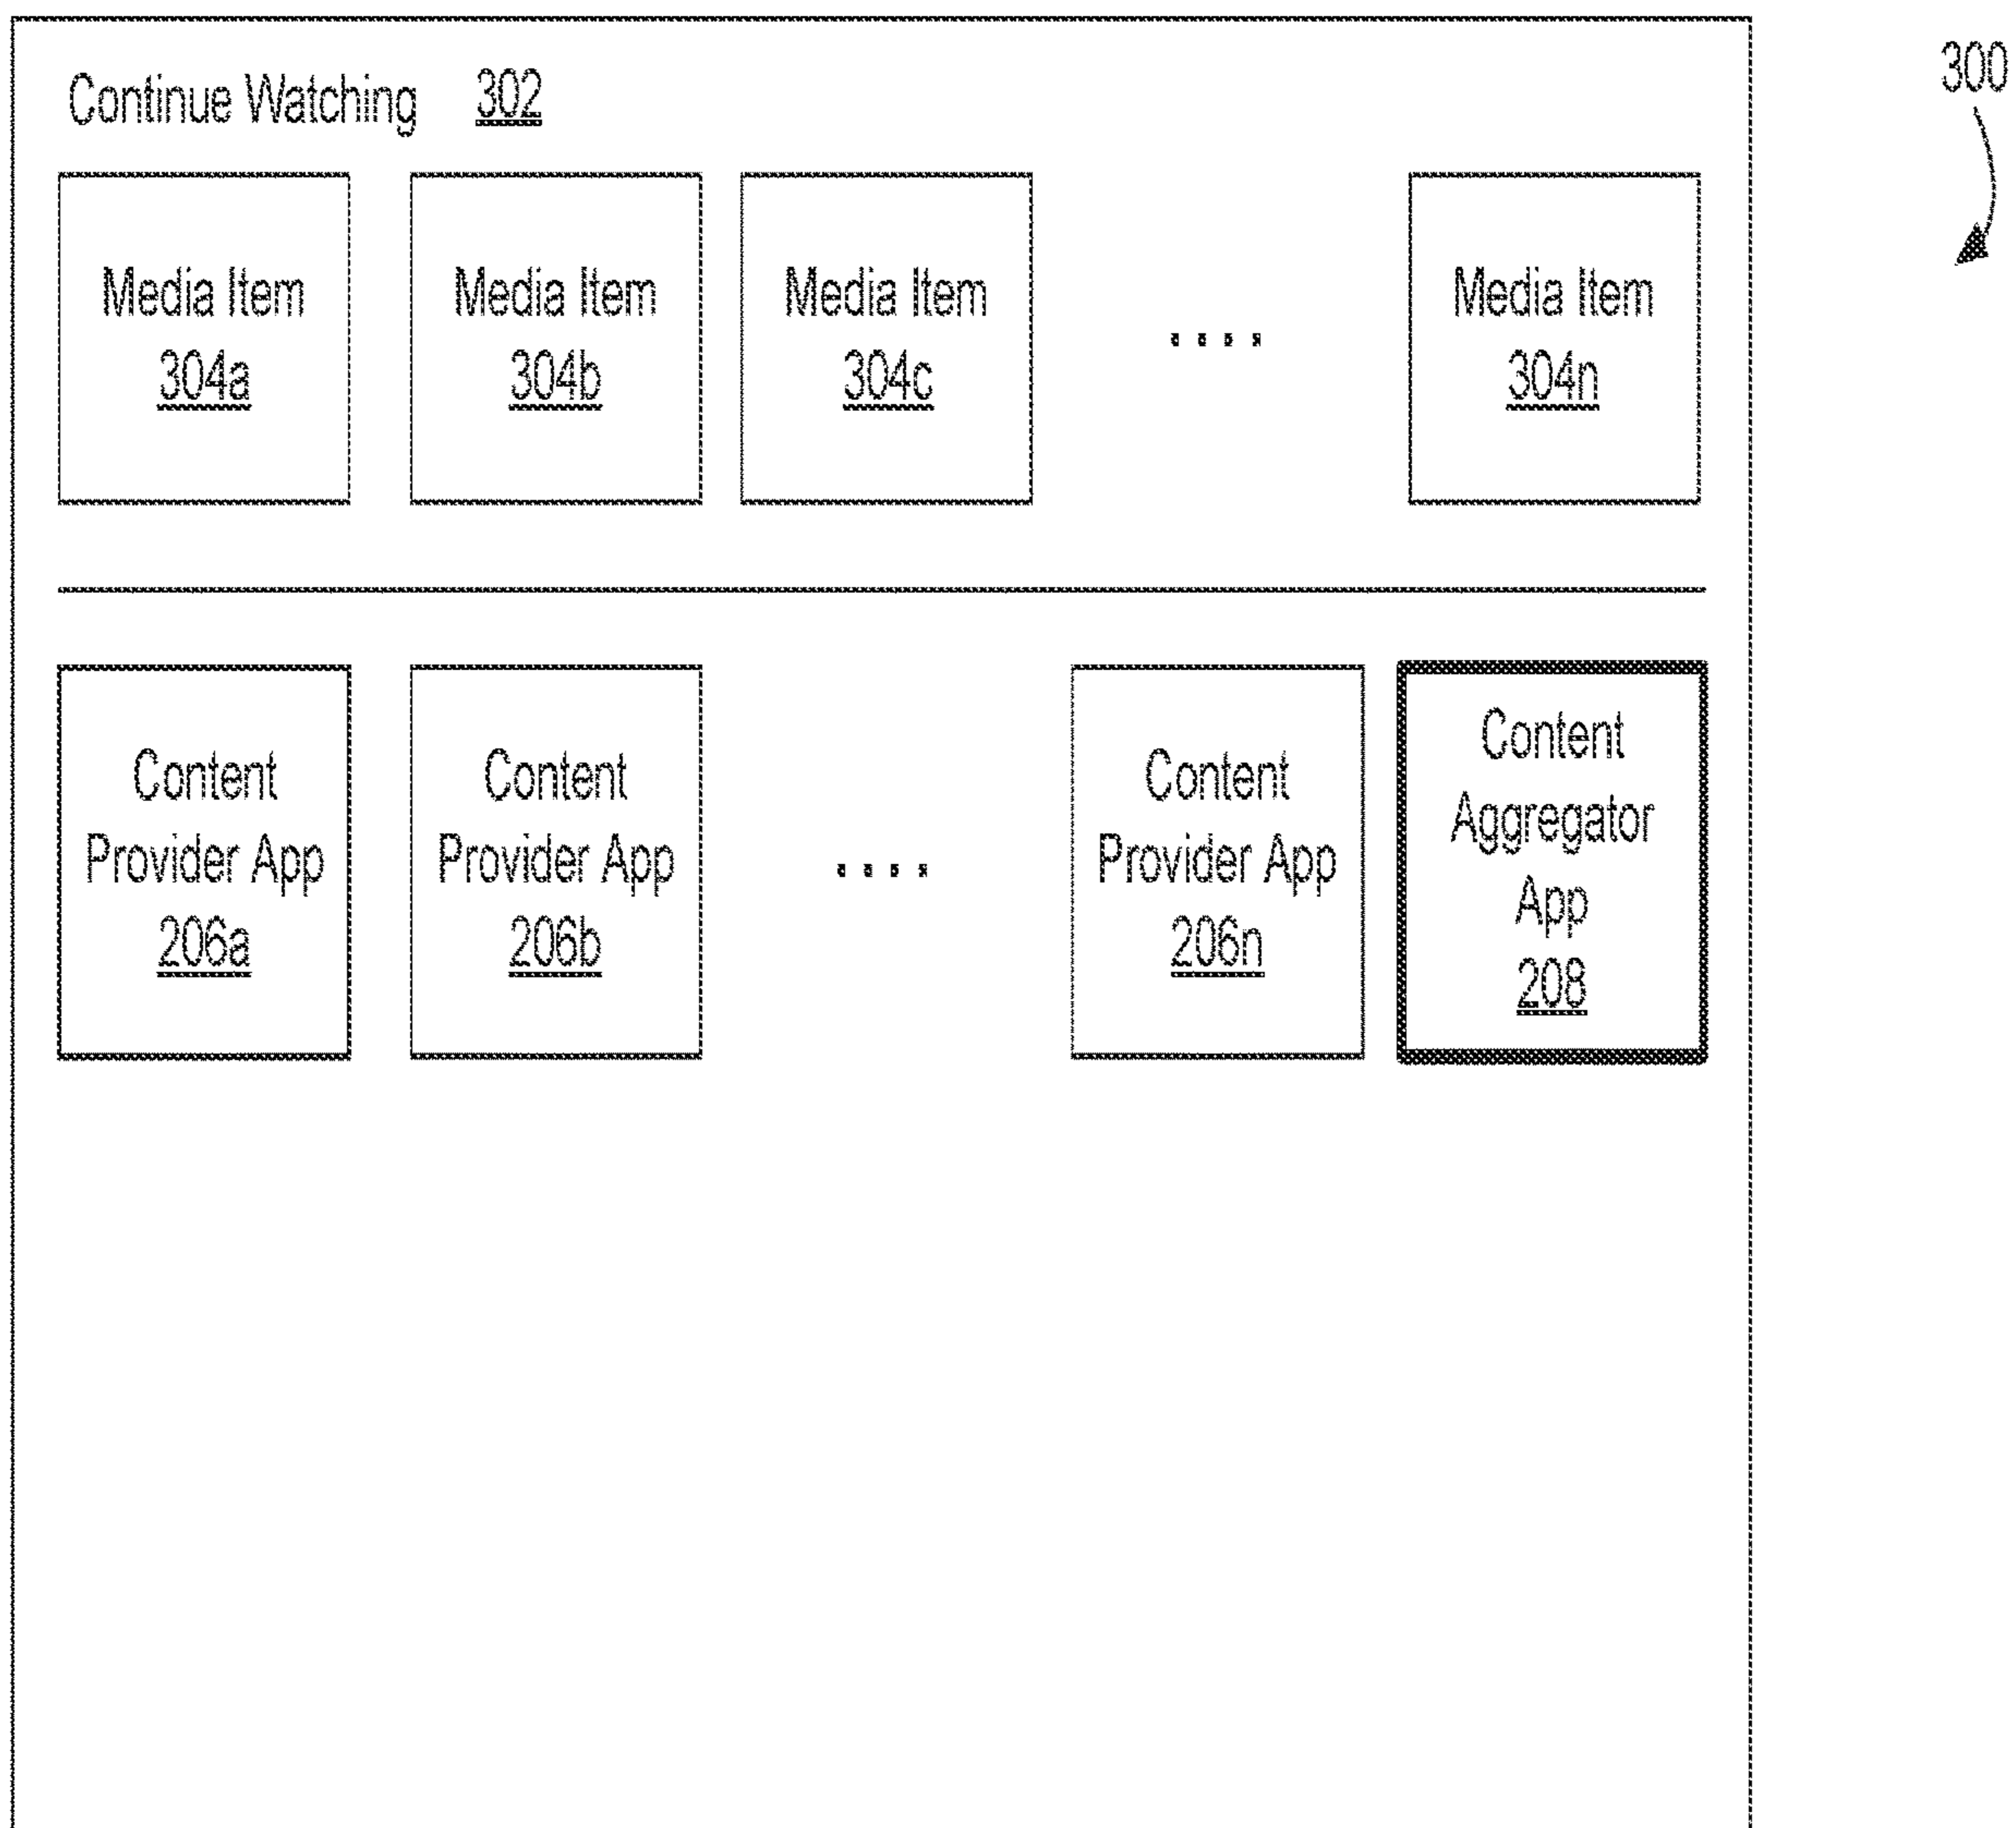 Continue Watching 302
300
Media Item
304a
Media Item
304b
Media Item
304c
....
Media Item
304n
Content
Provider App
206a
Content
Provider App
206b
....
Content
Provider App
206n
Content
Aggregator
App
208